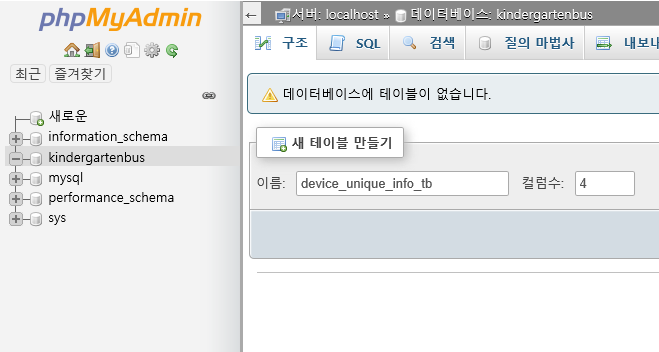 phpMyAdmin
최근 즐겨찾기
새로운
information_schema
kindergartenbus
mysql
performance_schema
sys
서버: localhost » 데이터베이스: kindergartenbus
구조 SQL 검색 질의 마법사 내보내
데이터베이스에 테이블이 없습니다.
새 테이블 만들기
이름: device_unique_info_tb 컬럼수: 4